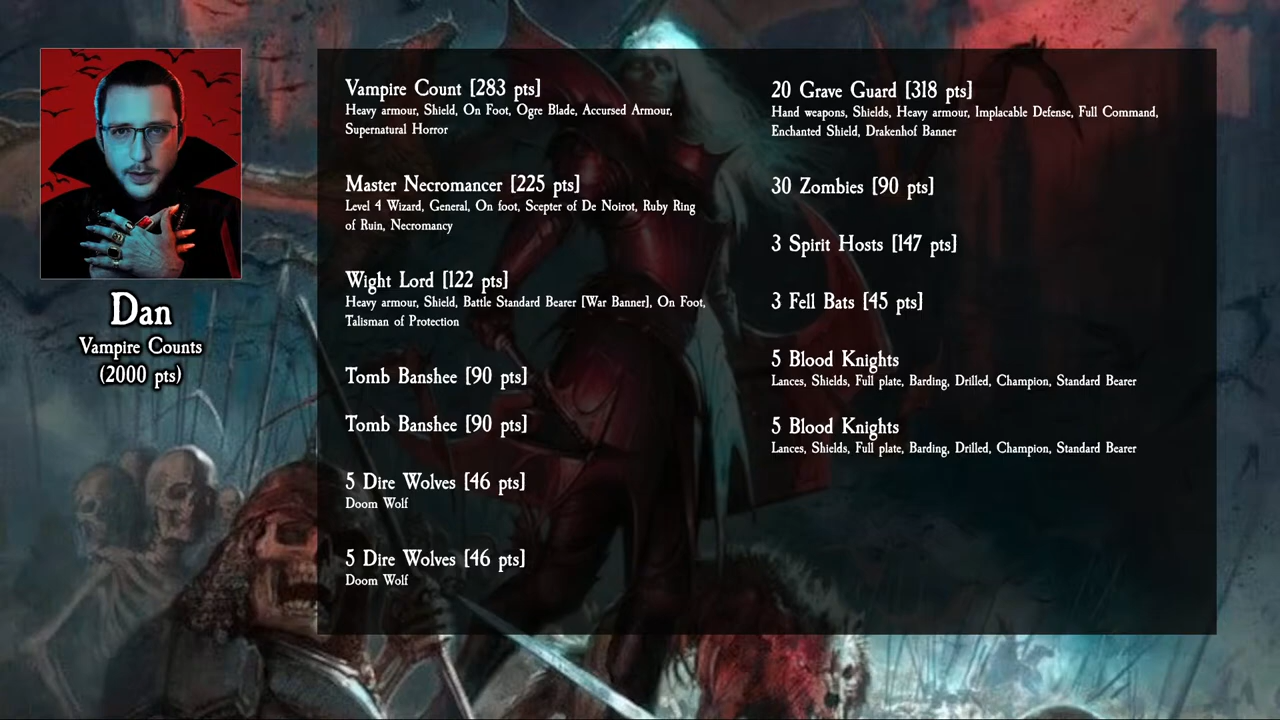 Dan
Vampire Counts
(2000 pts)
Vampire Count [283 pts]
Heavy armour, Shield, On Foot, Ogre Blade, Accursed Armour,
Supernatural Horror
Master Necromancer [225 pts]
Level 4 Wizard, General, On foot, Scepter of De Noirot, Ruby Ring
of Ruin, Necromancy
Wight Lord [122 pts]
Heavy armour, Shield, Battle Standard Bearer [War Banner], On Foot,
Talisman of Protection
Tomb Banshee [90 pts]
Tomb Banshee [90 pts]
5 Dire Wolves [46 pts]
Doom Wolf
5 Dire Wolves [46 pts]
Doom Wolf
20 Grave Guard [318 pts]
Hand weapons, Shields, Heavy armour, Implacable Defense, Full Command,
Enchanted Shield, Drakenhof Banner
30 Zombies [90 pts]
3 Spirit Hosts [147 pts]
3 Fell Bats [45 pts]
5 Blood Knights
Lances, Shields, Full plate, Barding, Drilled, Champion, Standard Bearer
5 Blood Knights
Lances, Shields, Full plate, Barding, Drilled, Champion, Standard Bearer